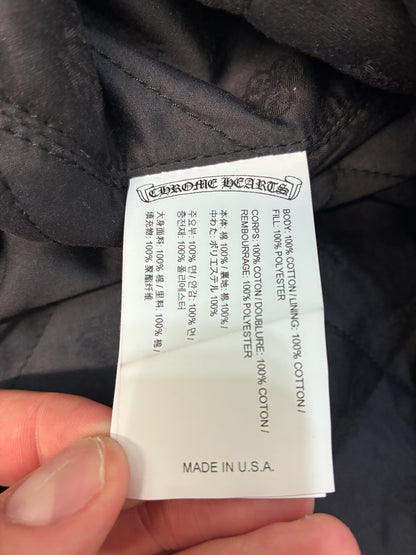 CHROME HEARTS
BODY: 100% COTTON / LINING: 100% COTTON /
FILL: 100% POLYESTER
CORPS: 100% COTON / DOUBLURE: 100% COTON /
REMBOURRAGE: 100% POLYESTER
本体: 綿 100% / 裏地: 綿 100% /
中わた: ポリエステル 100%
주요부: 100% 면 / 안감: 100% 면 /
충전재: 100% 폴리에스터
大身面料: 100% 棉 / 里料: 100% 棉 /
填充物: 100% 聚酯纤维
MADE IN U.S.A.